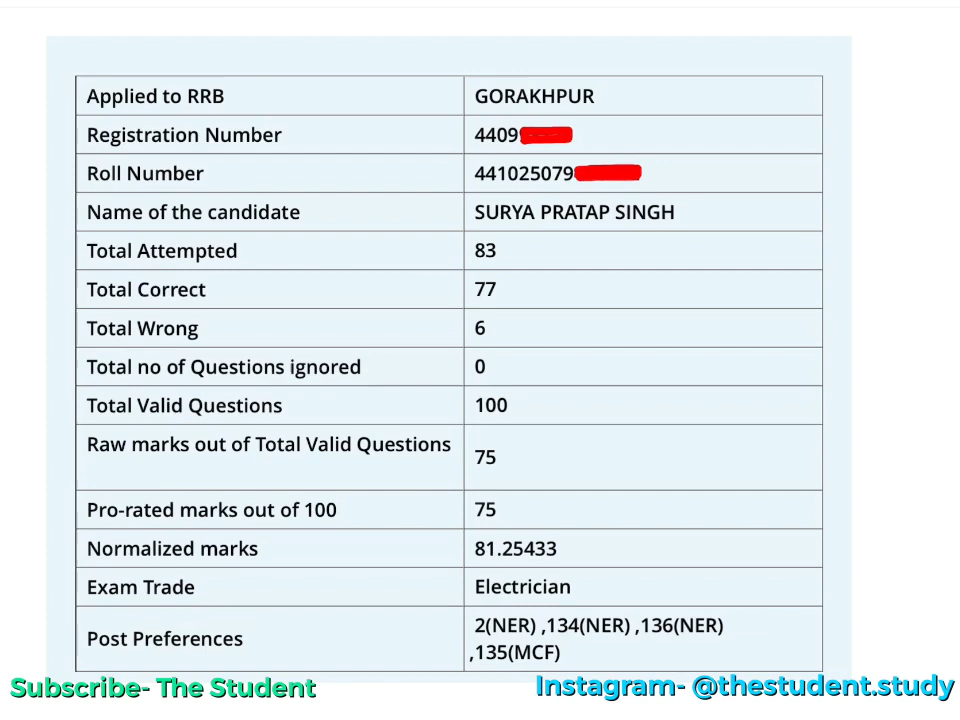 Applied to RRB GORAKHPUR
Registration Number 4409
Roll Number 441025079
Name of the candidate SURYA PRATAP SINGH
Total Attempted 83
Total Correct 77
Total Wrong 6
Total no of Questions ignored 0
Total Valid Questions 100
Raw marks out of Total Valid Questions 75
Pro-rated marks out of 100 75
Normalized marks 81.25433
Exam Trade Electrician
Post Preferences 2(NER) ,134(NER) ,136(NER)
,135(MCF)
Subscribe- The Student Instagram- @thestudent.study